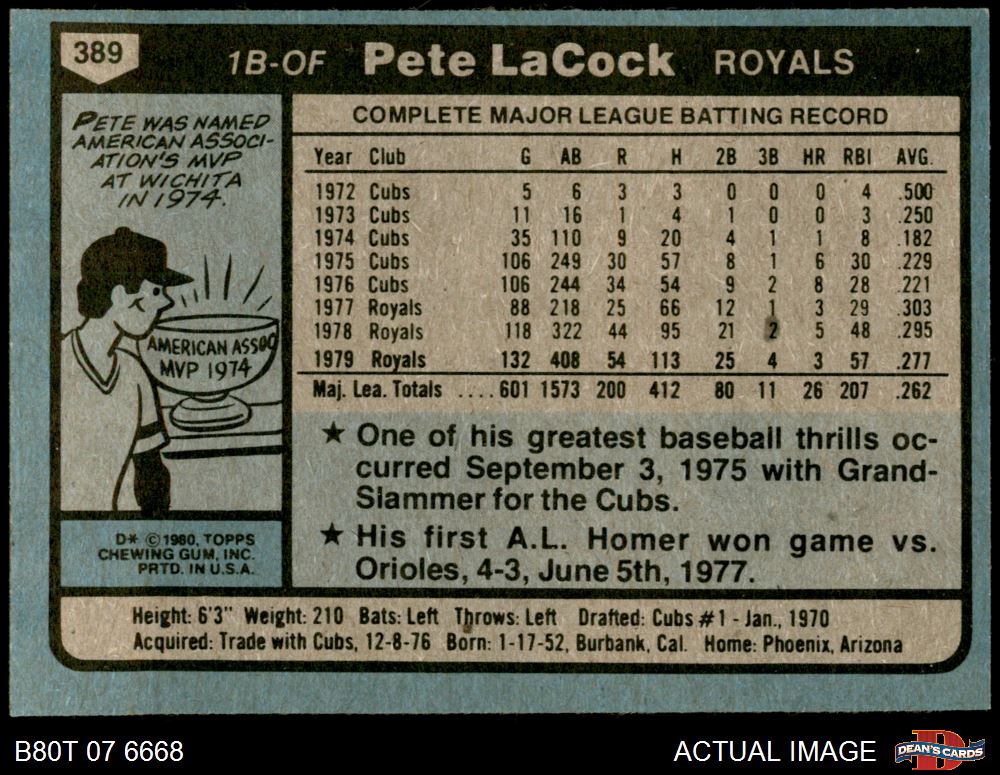 389
1B-OF Pete LaCock ROYALS
PETE WAS NAMED
AMERICAN ASSOCI-
ATION'S MVP
AT WICHITA
IN 1974.
AMERICAN ASSOC
MVP 1974
D* © 1980, TOPPS
CHEWING GUM, INC.
PRTD. IN U.S.A.
COMPLETE MAJOR LEAGUE BATTING RECORD
Year Club G AB R H 2B 3B HR RBI AVG.
1972 Cubs 5 6 3 3 0 0 0 4 .500
1973 Cubs 11 16 1 4 1 0 0 3 .250
1974 Cubs 35 110 9 20 4 1 1 8 .182
1975 Cubs 106 249 30 57 8 1 6 30 .229
1976 Cubs 106 244 34 54 9 2 8 28 .221
1977 Royals 88 218 25 66 12 1 3 29 .303
1978 Royals 118 322 44 95 21 2 5 48 .295
1979 Royals 132 408 54 113 25 4 3 57 .277
Maj. Lea. Totals ....601 1573 200 412 80 11 26 207 .262
★ One of his greatest baseball thrills oc-
curred September 3, 1975 with Grand-
Slammer for the Cubs.
★ His first A.L. Homer won game vs.
Orioles, 4-3, June 5th, 1977.
Height: 6'3" Weight: 210 Bats: Left Throws: Left Drafted: Cubs #1 - Jan., 1970
Acquired: Trade with Cubs, 12-8-76 Born: 1-17-52, Burbank, Cal. Home: Phoenix, Arizona
B80T 07 6668
ACTUAL IMAGE
DEAN'S CARDS